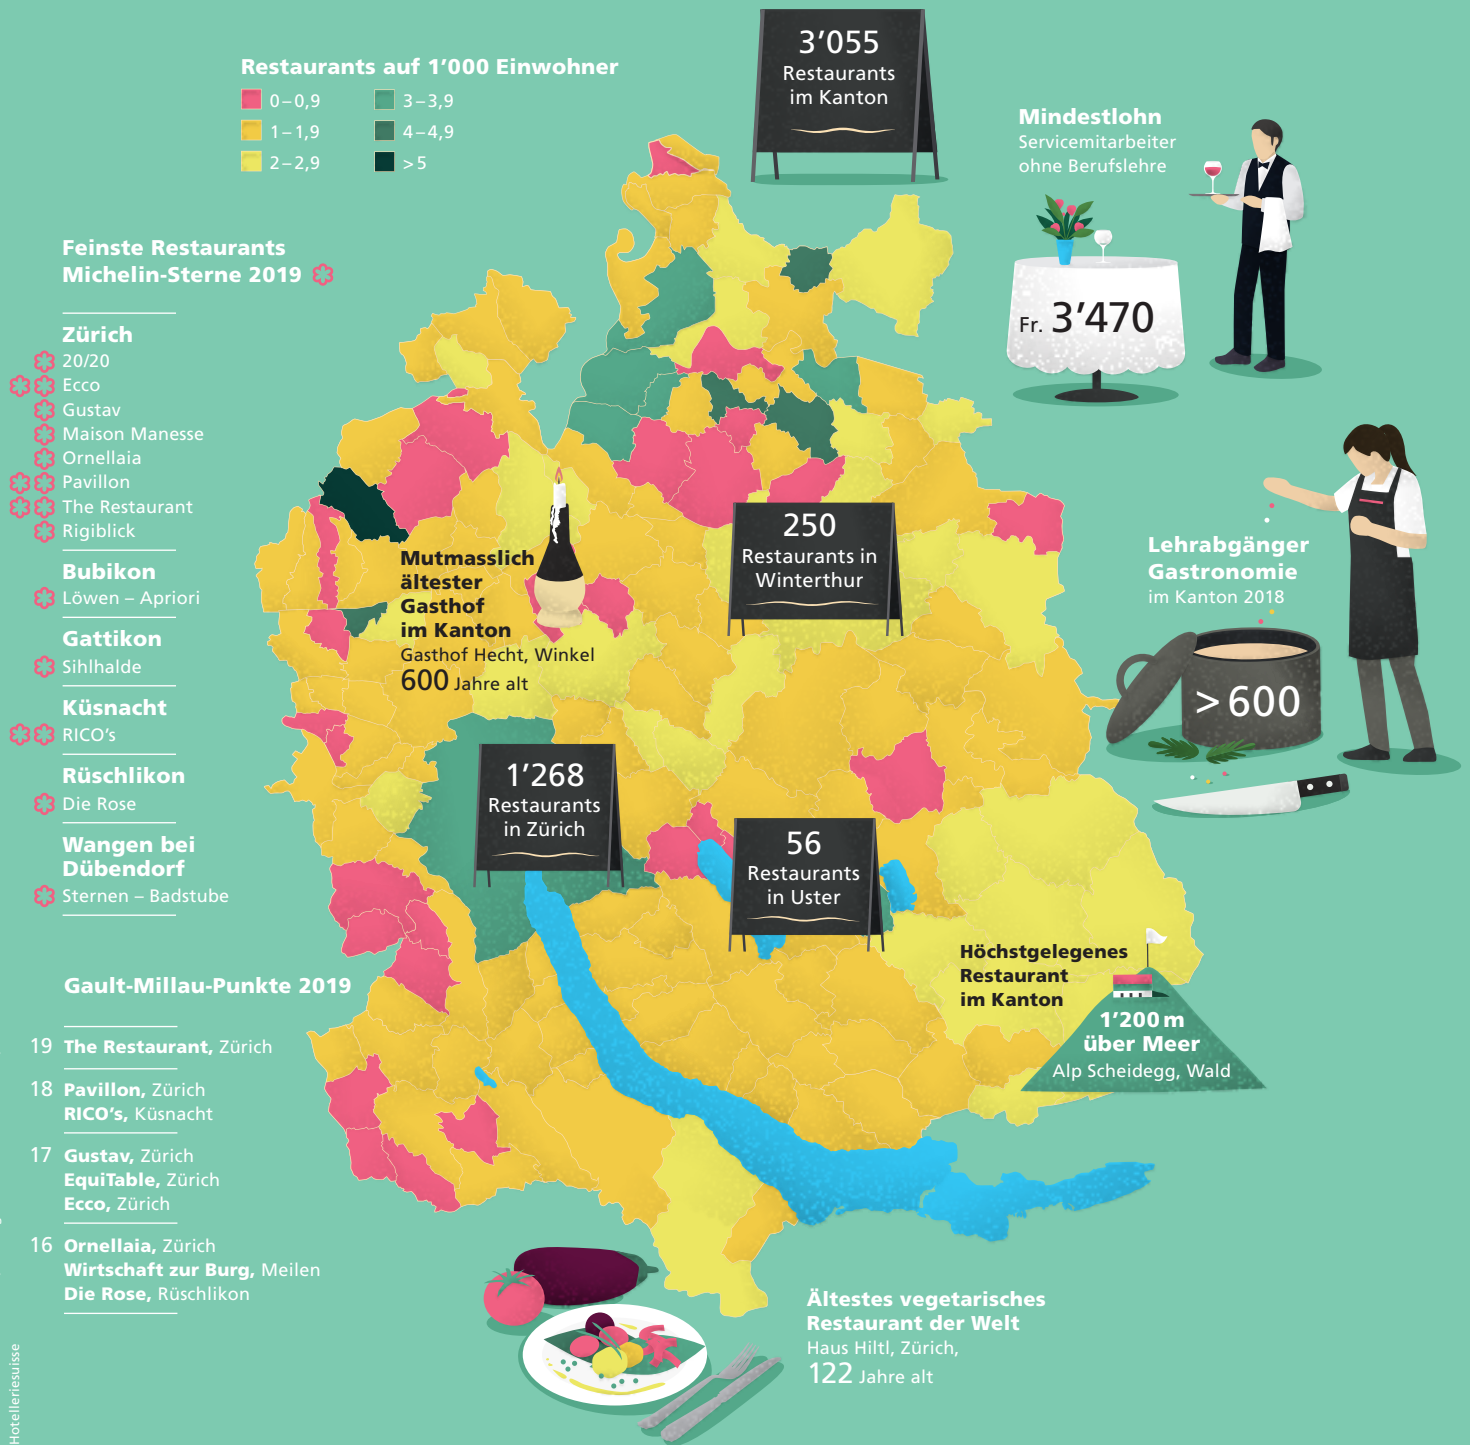 Restaurants auf 1’000 Einwohner
0–0,9
1–1,9
2–2,9
3–3,9
4–4,9
>5
3’055
Restaurants
im Kanton
Mindestlohn
Servicemitarbeiter
ohne Berufslehre
Fr. 3’470
Feinste Restaurants
Michelin-Sterne 2019
Zürich
20/20
Ecco
Gustav
Maison Manesse
Ornellaia
Pavillon
The Restaurant
Rigiblick
Bubikon
Löwen – Apriori
Gattikon
Sihlhalde
Küsnacht
RICO’s
Rüschlikon
Die Rose
Wangen bei
Dübendorf
Sternen – Badstube
Gault-Millau-Punkte 2019
19 The Restaurant, Zürich
18 Pavillon, Zürich
RICO’s, Küsnacht
17 Gustav, Zürich
EquiTable, Zürich
Ecco, Zürich
16 Ornellaia, Zürich
Wirtschaft zur Burg, Meilen
Die Rose, Rüschlikon
Mutmasslich
ältester
Gasthof
im Kanton
Gasthof Hecht, Winkel
600 Jahre alt
250
Restaurants in
Winterthur
1’268
Restaurants
in Zürich
56
Restaurants
in Uster
Lehrabgänger
Gastronomie
im Kanton 2018
> 600
Höchstgelegenes
Restaurant
im Kanton
1’200 m
über Meer
Alp Scheidegg, Wald
Ältestes vegetarisches
Restaurant der Welt
Haus Hiltl, Zürich,
122 Jahre alt
Hotelleriesuisse